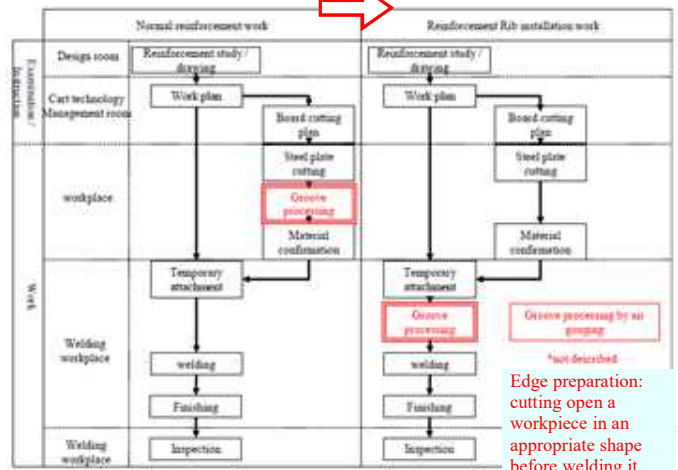 Normal reinforcement work
Reinforcement Rib installation work
Examination /
Instruction
Design room
Reinforcement study /
drawing
Reinforcement study /
drawing
Cart technology
Management room
Work plan
Board cutting
plan
Work plan
Board cutting
plan
Work
workplace
Steel plate
cutting
Groove
processing
Material
confirmation
Steel plate
cutting
Material
confirmation
Welding
workplace
Temporary
attachment
welding
Finishing
Temporary
attachment
Groove
processing
welding
Finishing
Groove processing by air
gouging
*not described
Welding
workplace
Inspection
Inspection
Edge preparation:
cutting open a
workpiece in an
appropriate shape
before welding it